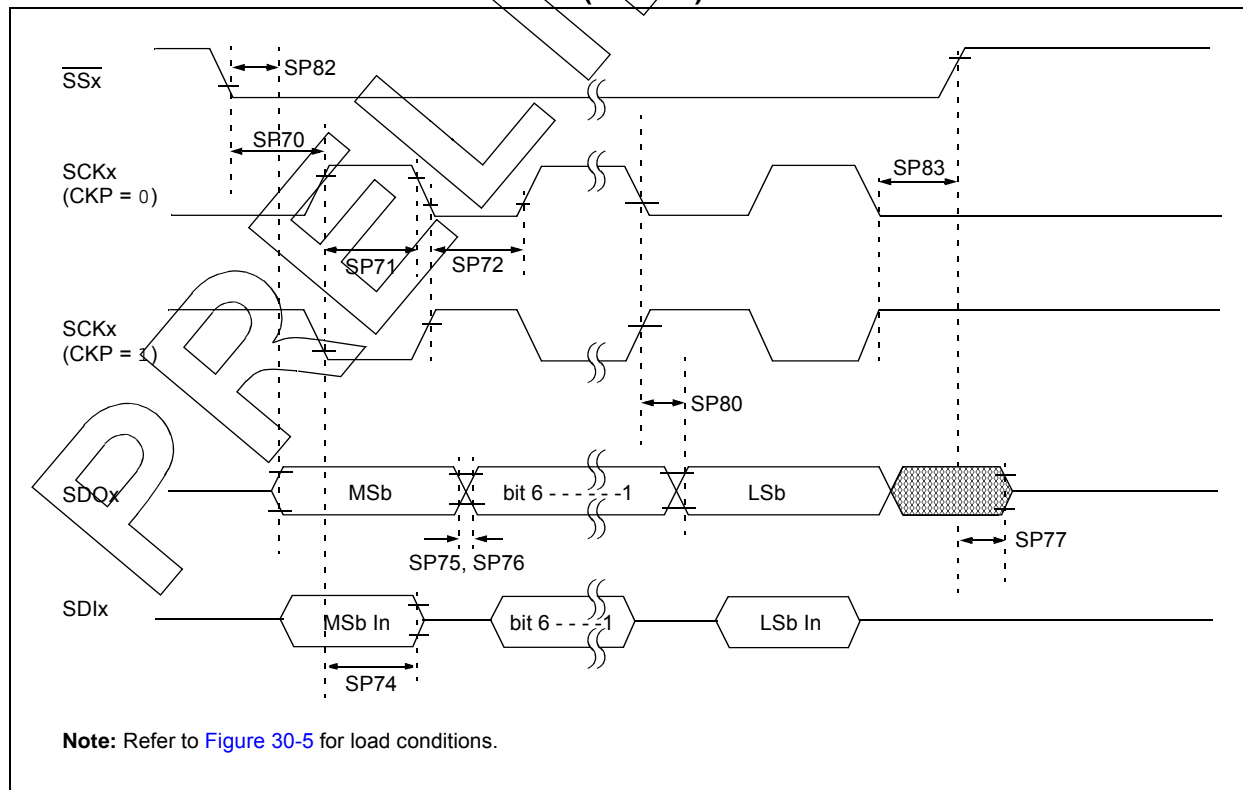 SSx
SP82
SP70
SCKx
(CKP = 0)
SP83
SP71
SP72
SCKx
(CKP = 1)
SP80
SDOx
MSb
bit 6 - - - - - -1
LSb
SP77
SP75, SP76
SDIx
MSb In
bit 6 - - - -1
LSb In
SP74
Note: Refer to Figure 30-5 for load conditions.